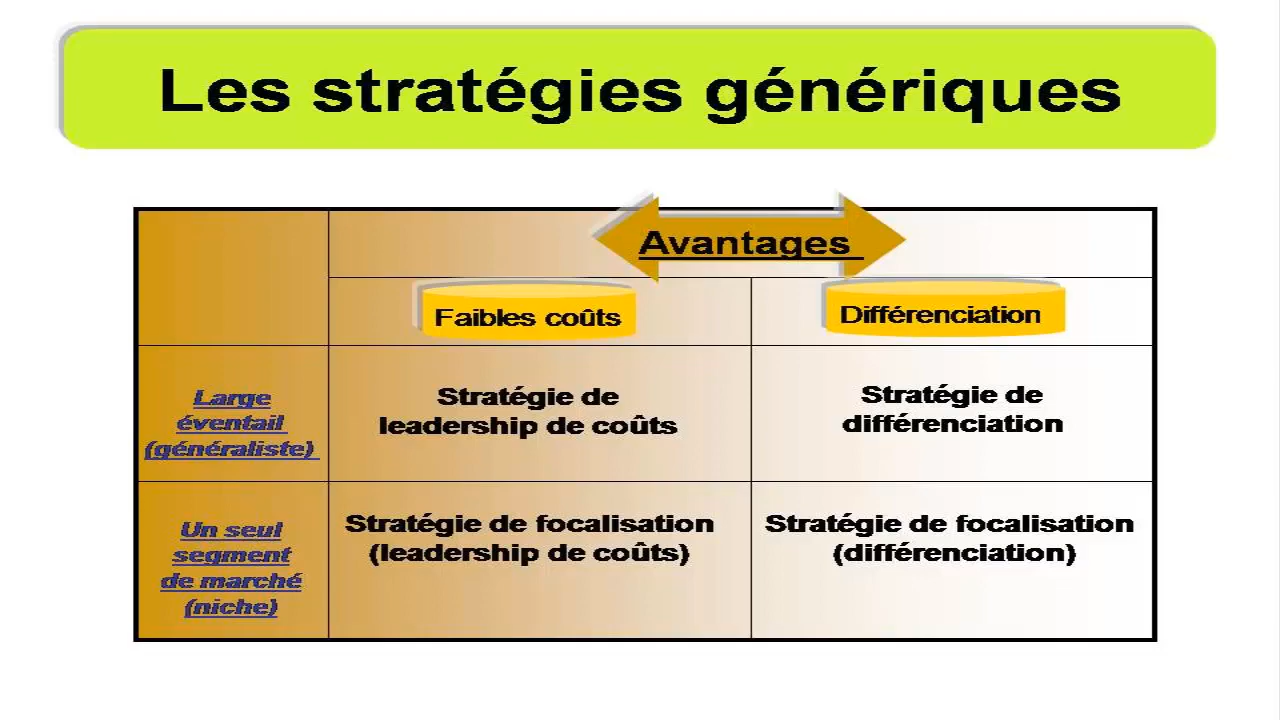 Les stratégies génériques
Avantages
Faibles coûts
Différenciation
Large
éventail
(généraliste)
Stratégie de
leadership de coûts
Stratégie de
différenciation
Un seul
segment
de marché
(niche)
Stratégie de focalisation
(leadership de coûts)
Stratégie de focalisation
(différenciation)